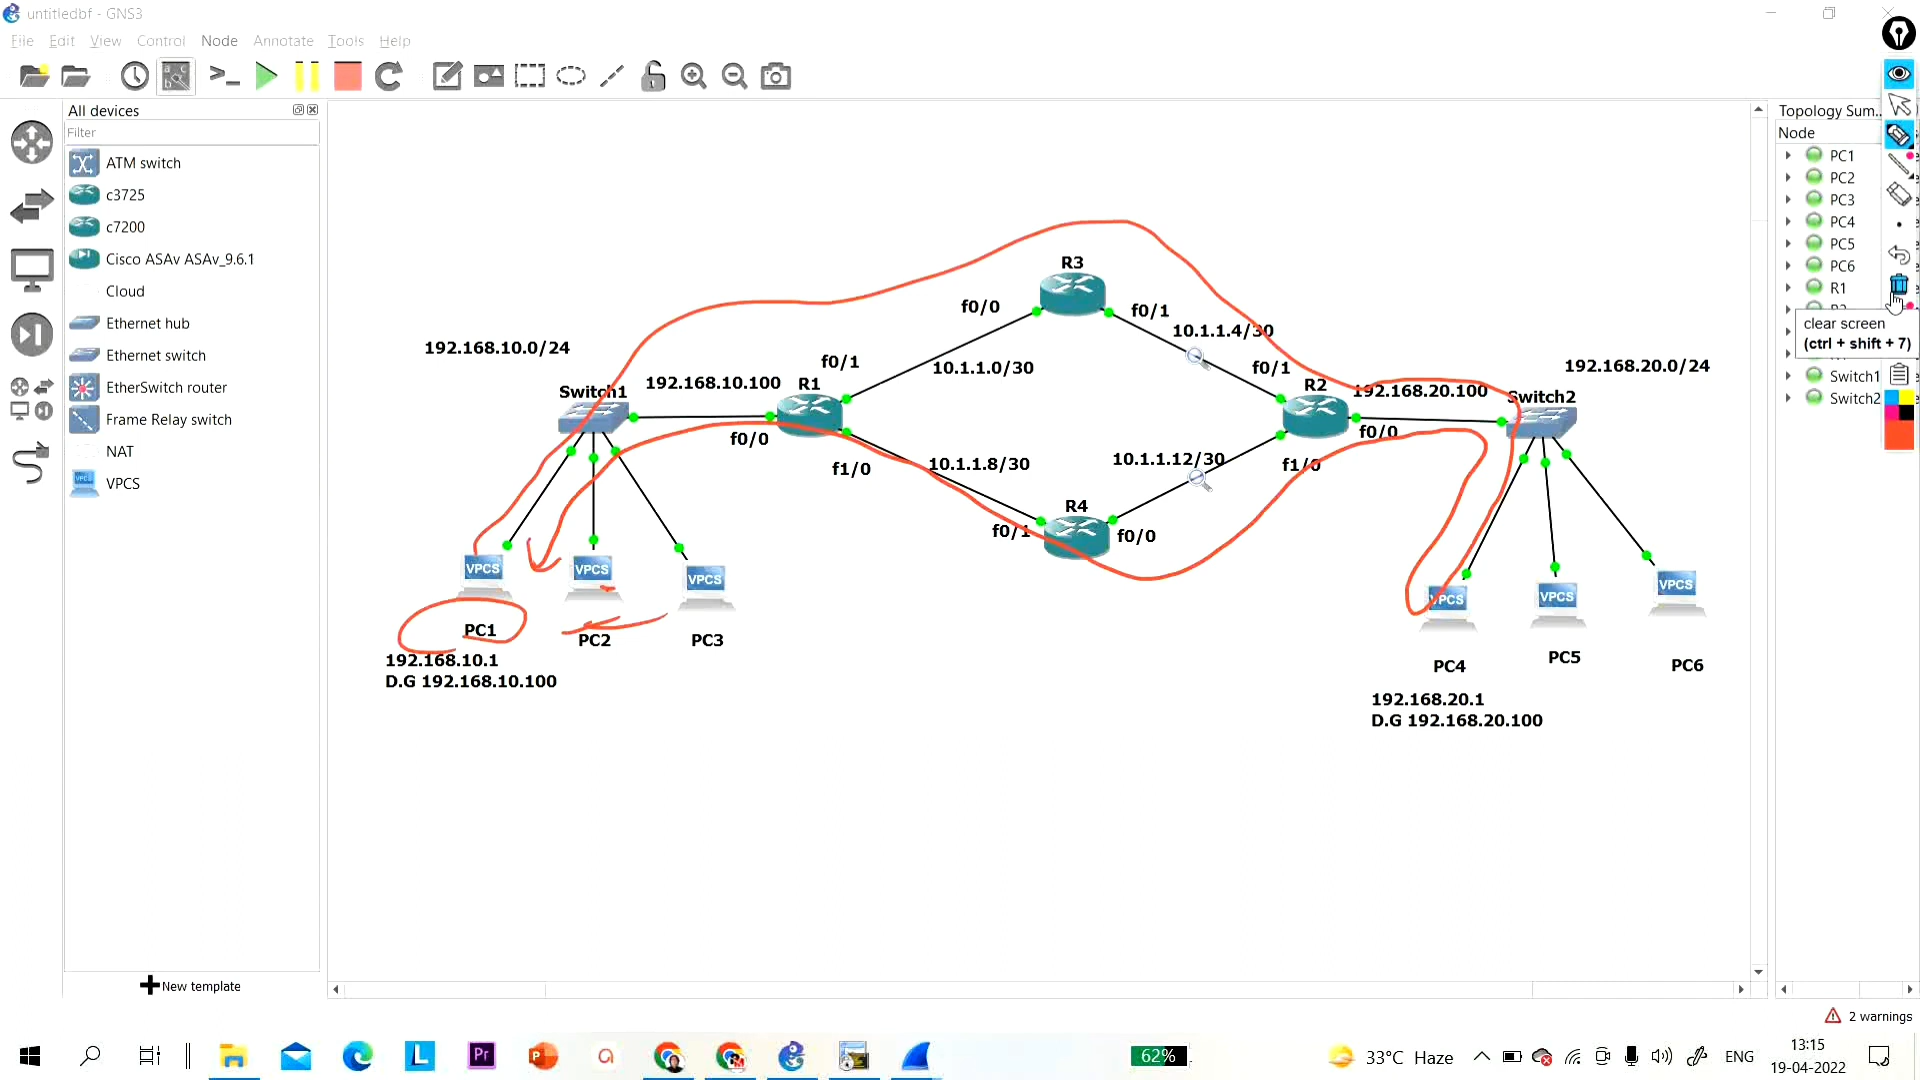 untitledbf - GNS3
File Edit View Control Node Annotate Tools Help
All devices
Filter
ATM switch
c3725
c7200
Cisco ASAv ASAv_9.6.1
Cloud
Ethernet hub
Ethernet switch
EtherSwitch router
Frame Relay switch
NAT
VPCS
New template
R3
f0/0
f0/1
10.1.1.4/30
192.168.10.0/24
f0/1
10.1.1.0/30
f0/1
192.168.20.0/24
Switch1
192.168.10.100
R1
R2
192.168.20.100
Switch2
f0/0
f0/0
f1/0
10.1.1.8/30
10.1.1.12/30
f1/0
R4
f0/1
f0/0
VPCS
VPCS
VPCS
VPCS
VPCS
VPCS
PC1
PC2
PC3
192.168.10.1
D.G 192.168.10.100
PC4
PC5
PC6
192.168.20.1
D.G 192.168.20.100
Topology Sum...
Node
PC1
PC2
PC3
PC4
PC5
PC6
R1
clear screen
(ctrl + shift + 7)
Switch1
Switch2
2 warnings
L
Pr
P
62%
33°C Haze
ENG
13:15
19-04-2022